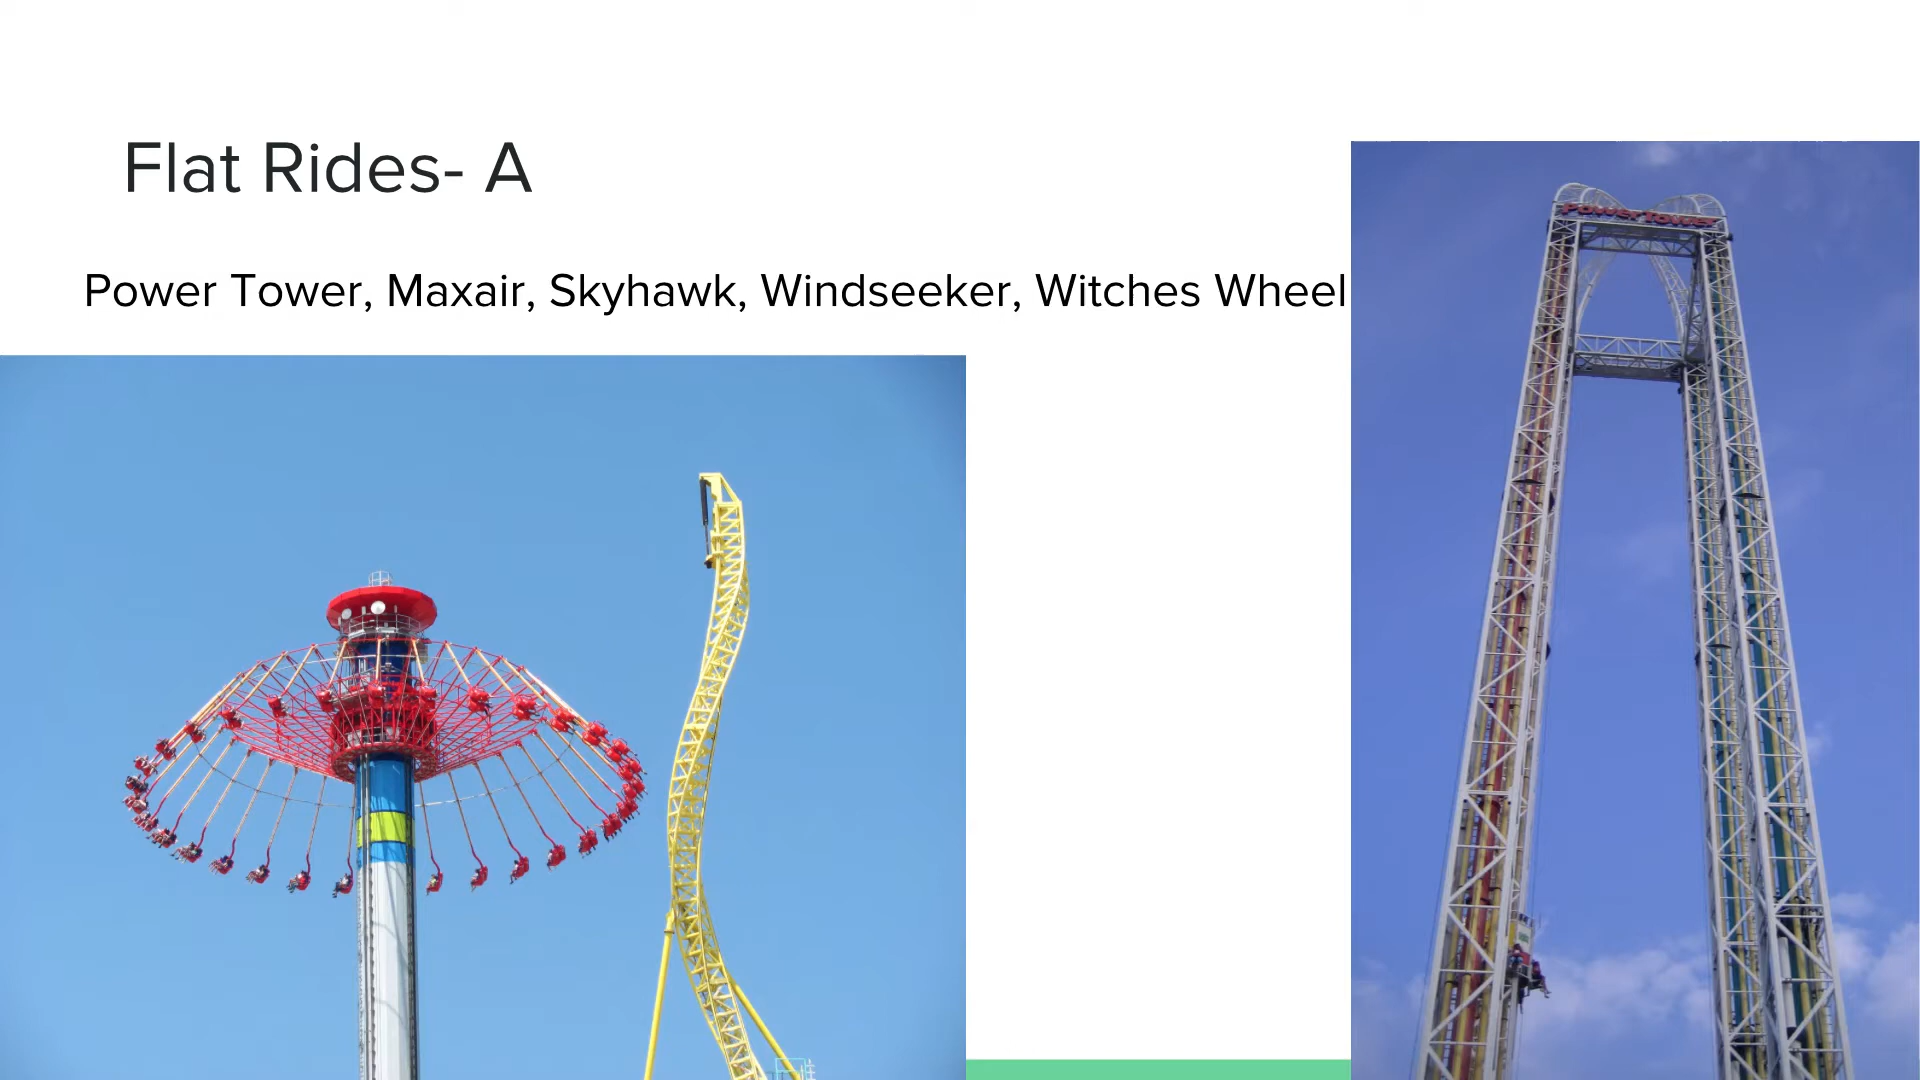 Flat Rides- A
Power Tower, Maxair, Skyhawk, Windseeker, Witches Wheel
Power Tower